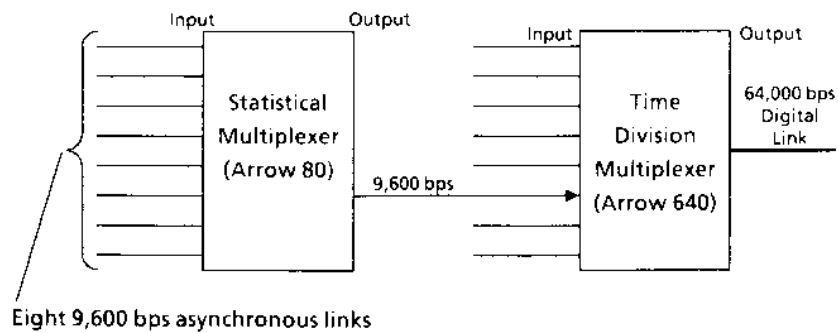 Input
Output
Statistical
Multiplexer
(Arrow 80)
9,600 bps
Input
Output
Time
Division
Multiplexer
(Arrow 640)
64,000 bps
Digital
Link
Eight 9,600 bps asynchronous links